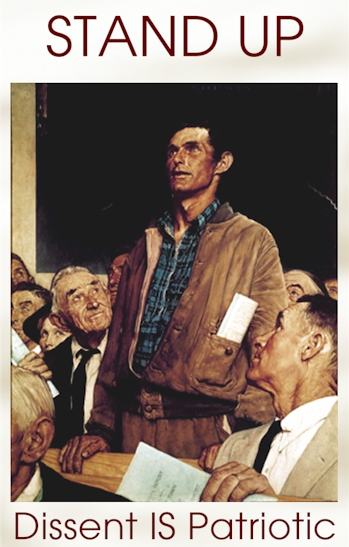 STAND UP
Dissent IS Patriotic